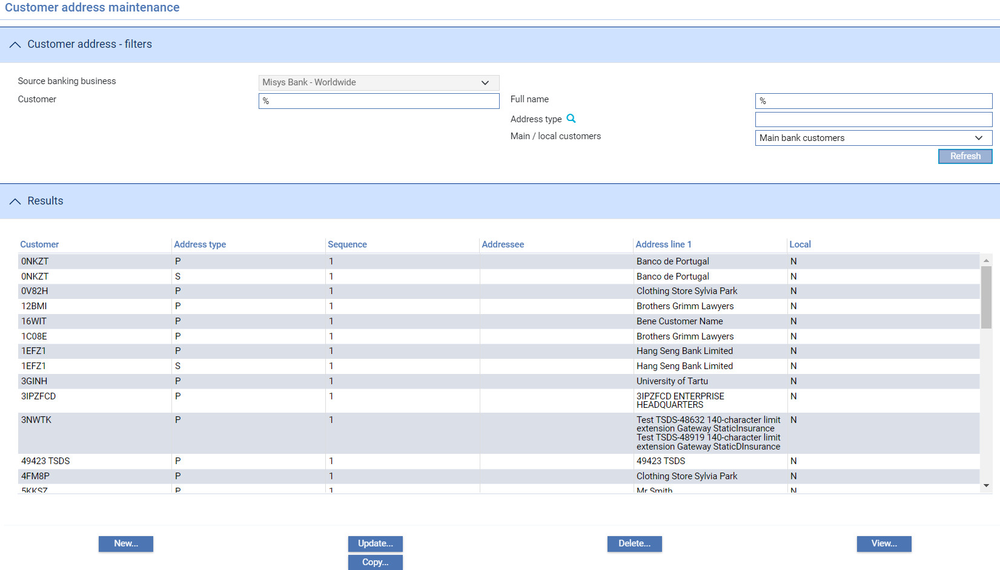 Customer address maintenance
Customer address - filters
Source banking business Misys Bank - Worldwide
Customer % Full name %
Address type
Main / local customers Main bank customers
Refresh
Results
Customer Address type Sequence Addressee Address line 1 Local
0NKZT P 1 Banco de Portugal N
0NKZT S 1 Banco de Portugal N
0V82H P 1 Clothing Store Sylvia Park N
12BMI P 1 Brothers Grimm Lawyers N
16WIT P 1 Bene Customer Name N
1C08E P 1 Brothers Grimm Lawyers N
1EFZ1 P 1 Hang Seng Bank Limited N
1EFZ1 S 1 Hang Seng Bank Limited N
3GINH P 1 University of Tartu N
3IPZFCD P 1 3IPZFCD ENTERPRISE N
HEADQUARTERS
3NWTK P 1 Test TSDS-48632 140-character limit N
extension Gateway StaticInsurance
Test TSDS-48919 140-character limit
extension Gateway StaticDInsurance
49423 TSDS P 1 49423 TSDS N
4FM8P P 1 Clothing Store Sylvia Park N
5KKSZ P 1 Mr Smith N
New... Update... Delete... View...
Copy...